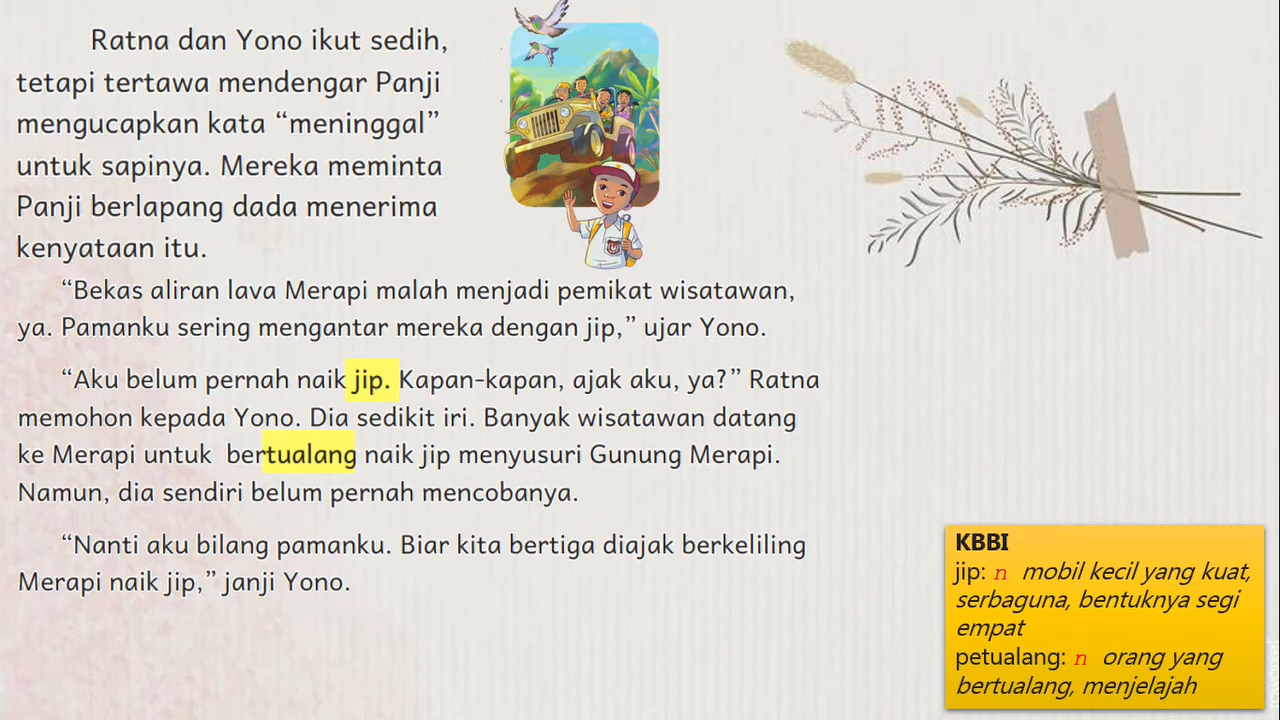 Ratna dan Yono ikut sedih,
tetapi tertawa mendengar Panji
mengucapkan kata “meninggal”
untuk sapinya. Mereka meminta
Panji berlapang dada menerima
kenyataan itu.
“Bekas aliran lava Merapi malah menjadi pemikat wisatawan,
ya. Pamanku sering mengantar mereka dengan jip,” ujar Yono.
“Aku belum pernah naik jip. Kapan-kapan, ajak aku, ya?” Ratna
memohon kepada Yono. Dia sedikit iri. Banyak wisatawan datang
ke Merapi untuk bertualang naik jip menyusuri Gunung Merapi.
Namun, dia sendiri belum pernah mencobanya.
“Nanti aku bilang pamanku. Biar kita bertiga diajak berkeliling
Merapi naik jip,” janji Yono.
KBBI
jip: n mobil kecil yang kuat,
serbaguna, bentuknya segi
empat
petualang: n orang yang
bertualang, menjelajah